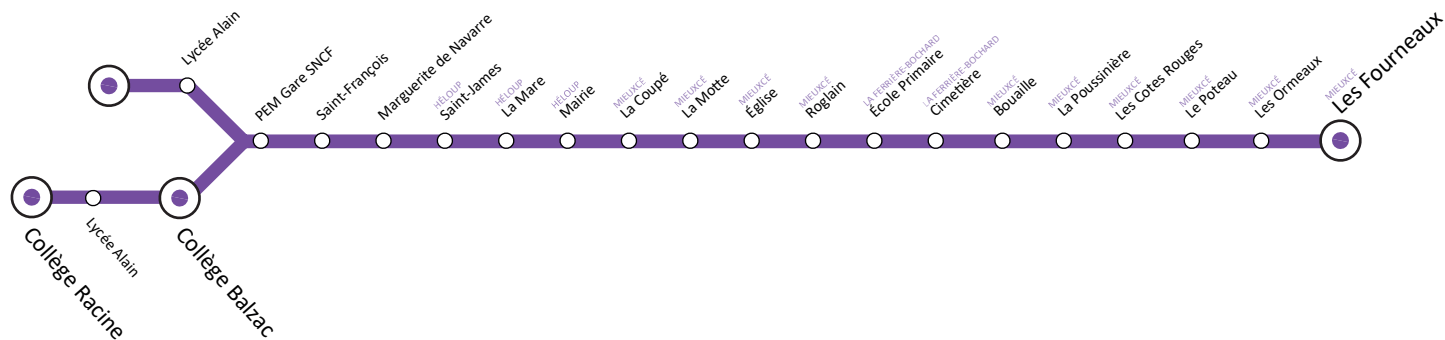 Lycée Alain
PEM Gare SNCF
Saint-François
Marguerite de Navarre
HÉLOUP
Saint-James
HÉLOUP
La Mare
HÉLOUP
Mairie
MIEUXCÉ
La Coupé
MIEUXCÉ
La Motte
MIEUXCÉ
Église
MIEUXCÉ
Roglain
LA FERRIÈRE-BOCHARD
École Primaire
LA FERRIÈRE-BOCHARD
Cimetière
MIEUXCÉ
Bouaille
MIEUXCÉ
La Poussinière
MIEUXCÉ
Les Cotes Rouges
MIEUXCÉ
Le Poteau
MIEUXCÉ
Les Ormeaux
MIEUXCÉ
Les Fourneaux
Collège Racine
Lycée Alain
Collège Balzac